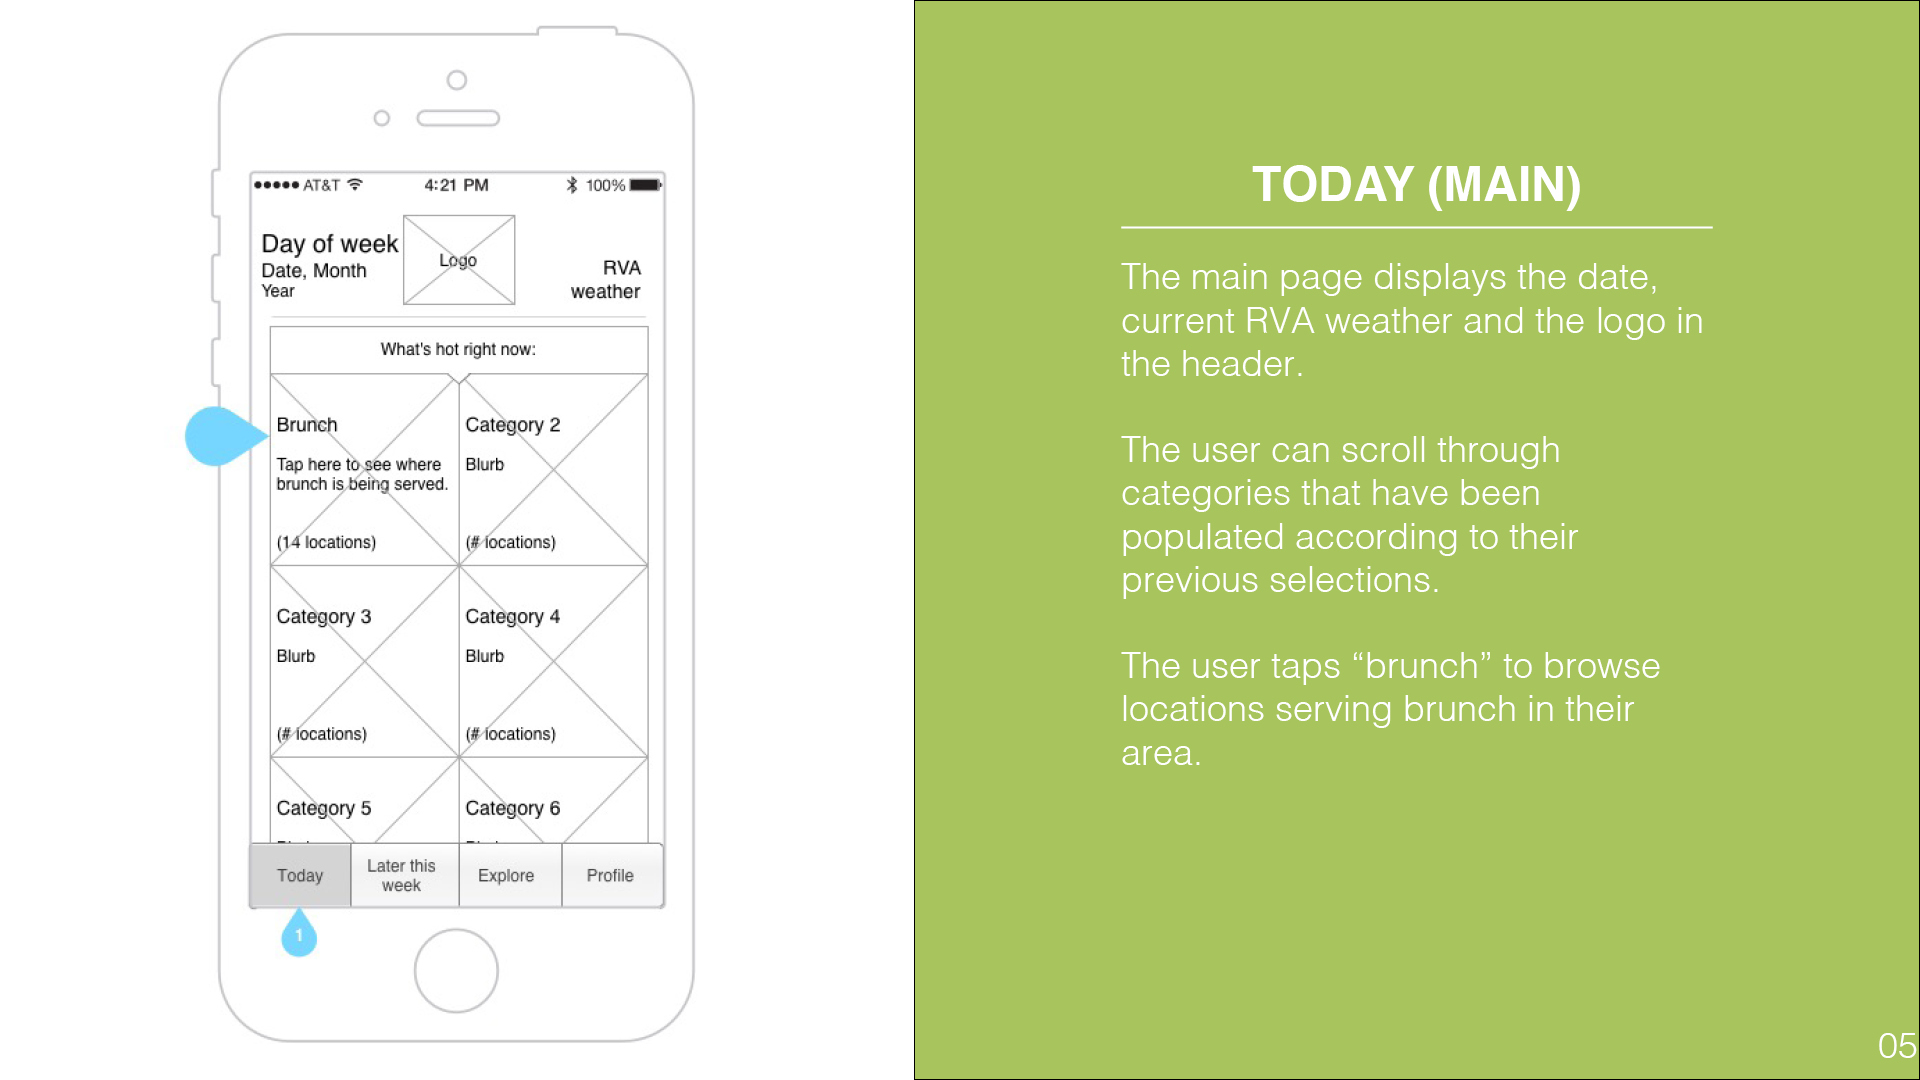 AT&T 4:21 PM 100%
Day of week
Date, Month
Year
Logo
RVA
weather
What's hot right now:
Brunch
Tap here to see where
brunch is being served.
(14 locations)
Category 2
Blurb
(# locations)
Category 3
Blurb
(# locations)
Category 4
Blurb
(# locations)
Category 5
Category 6
Today
Later this
week
Explore
Profile
1
TODAY (MAIN)
The main page displays the date,
current RVA weather and the logo in
the header.
The user can scroll through
categories that have been
populated according to their
previous selections.
The user taps “brunch” to browse
locations serving brunch in their
area.
05